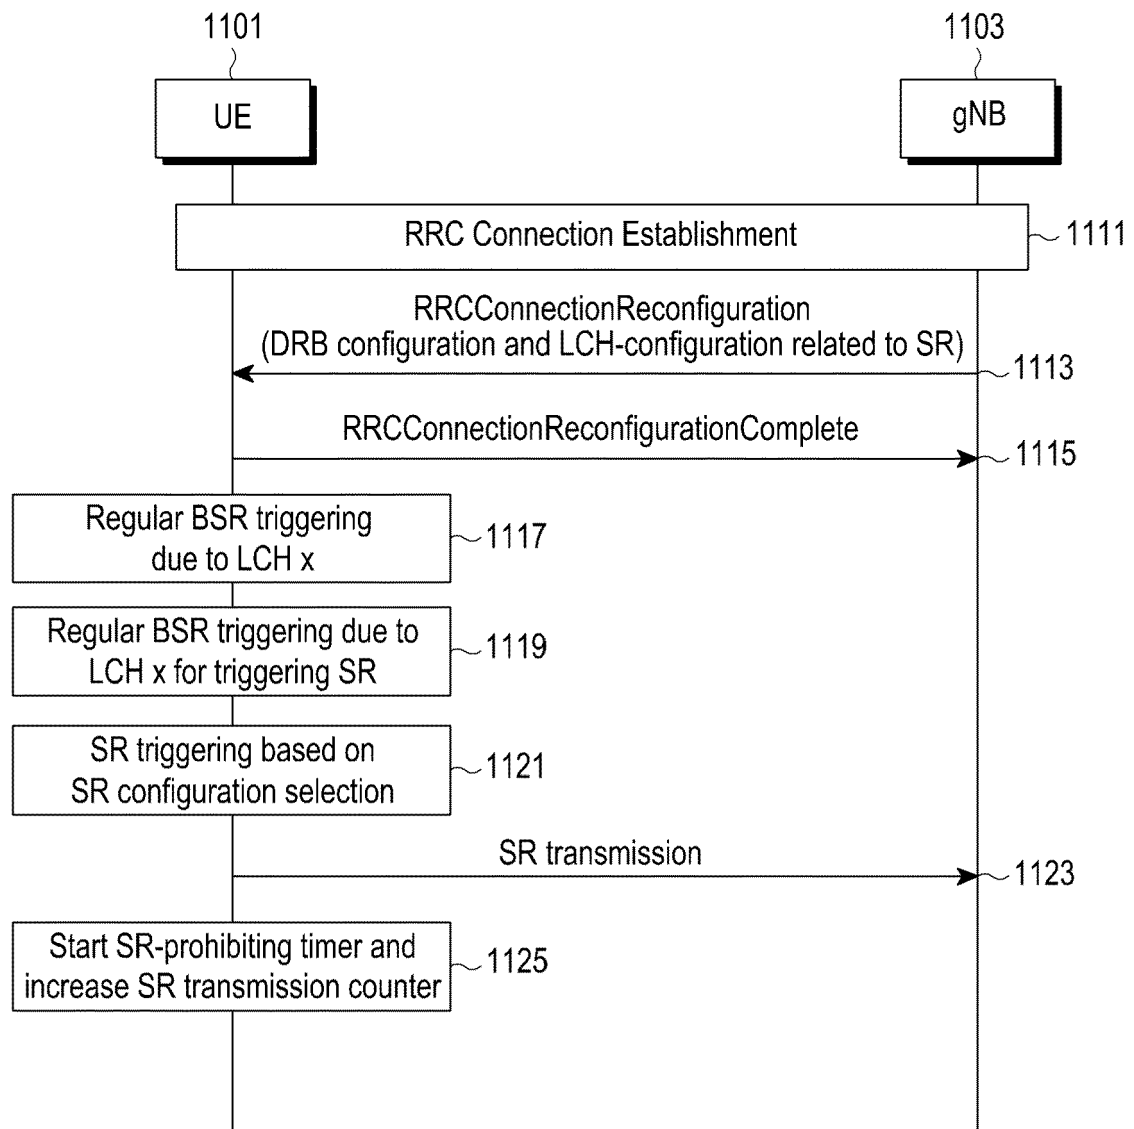 1101
1103
UE
gNB
RRC Connection Establishment
1111
RRCConnectionReconfiguration
(DRB configuration and LCH-configuration related to SR)
1113
RRCConnectionReconfigurationComplete
1115
Regular BSR triggering
due to LCH x
1117
Regular BSR triggering due to
LCH x for triggering SR
1119
SR triggering based on
SR configuration selection
1121
SR transmission
1123
Start SR-prohibiting timer and
increase SR transmission counter
1125